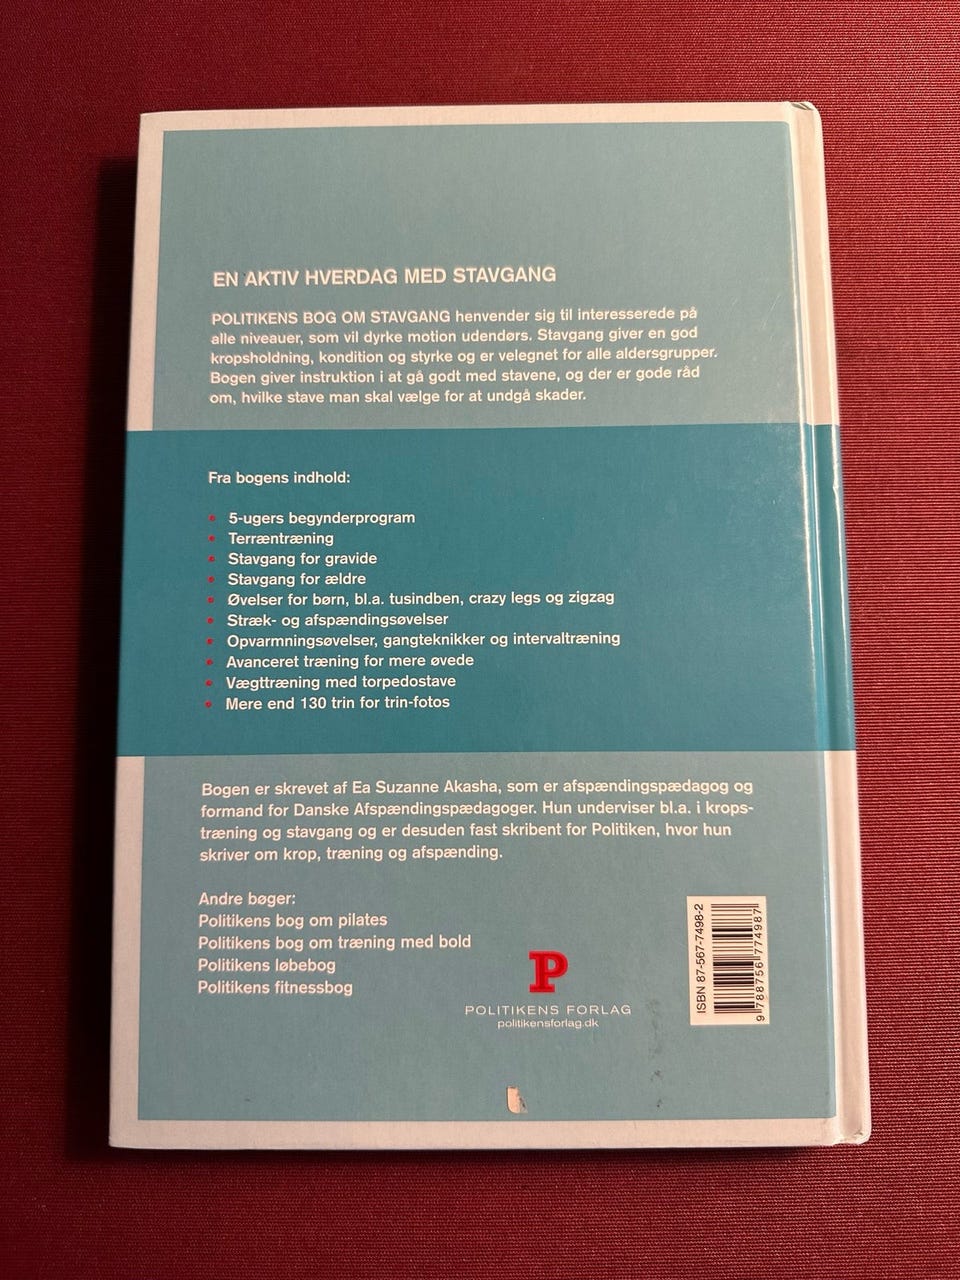 EN AKTIV HVERDAG MED STAVGANG
POLITIKENS BOG OM STAVGANG henvender sig til interesserede på
alle niveauer, som vil dyrke motion udendørs. Stavgang giver en god
kropsholdning, kondition og styrke og er velegnet for alle aldersgrupper.
Bogen giver instruktion i at gå godt med stavene, og der er gode råd
om, hvilke stave man skal vælge for at undgå skader.
Fra bogens indhold:
• 5-ugers begynderprogram
• Terræntræning
• Stavgang for gravide
• Stavgang for ældre
• Øvelser for børn, bl.a. tusindben, crazy legs og zigzag
• Stræk- og afspændingsøvelser
• Opvarmningsøvelser, gangteknikker og intervaltræning
• Avanceret træning for mere øvede
• Vægttræning med torpedostave
• Mere end 130 trin for trin-fotos
Bogen er skrevet af Ea Suzanne Akasha, som er afspændingspædagog og
formand for Danske Afspændingspædagoger. Hun underviser bl.a. i krops-
træning og stavgang og er desuden fast skribent for Politiken, hvor hun
skriver om krop, træning og afspænding.
Andre bøger:
Politikens bog om pilates
Politikens bog om træning med bold
Politikens løbebog
Politikens fitnessbog
P
POLITIKENS FORLAG
politikensforlag.dk
ISBN 87-567-7498-2
9 788756 774987